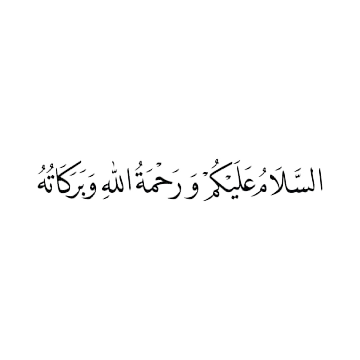 السَّلَامُ عَلَيْكُمْ وَ رَحْمَةُ اللهِ وَبَرَكَاتُهُ